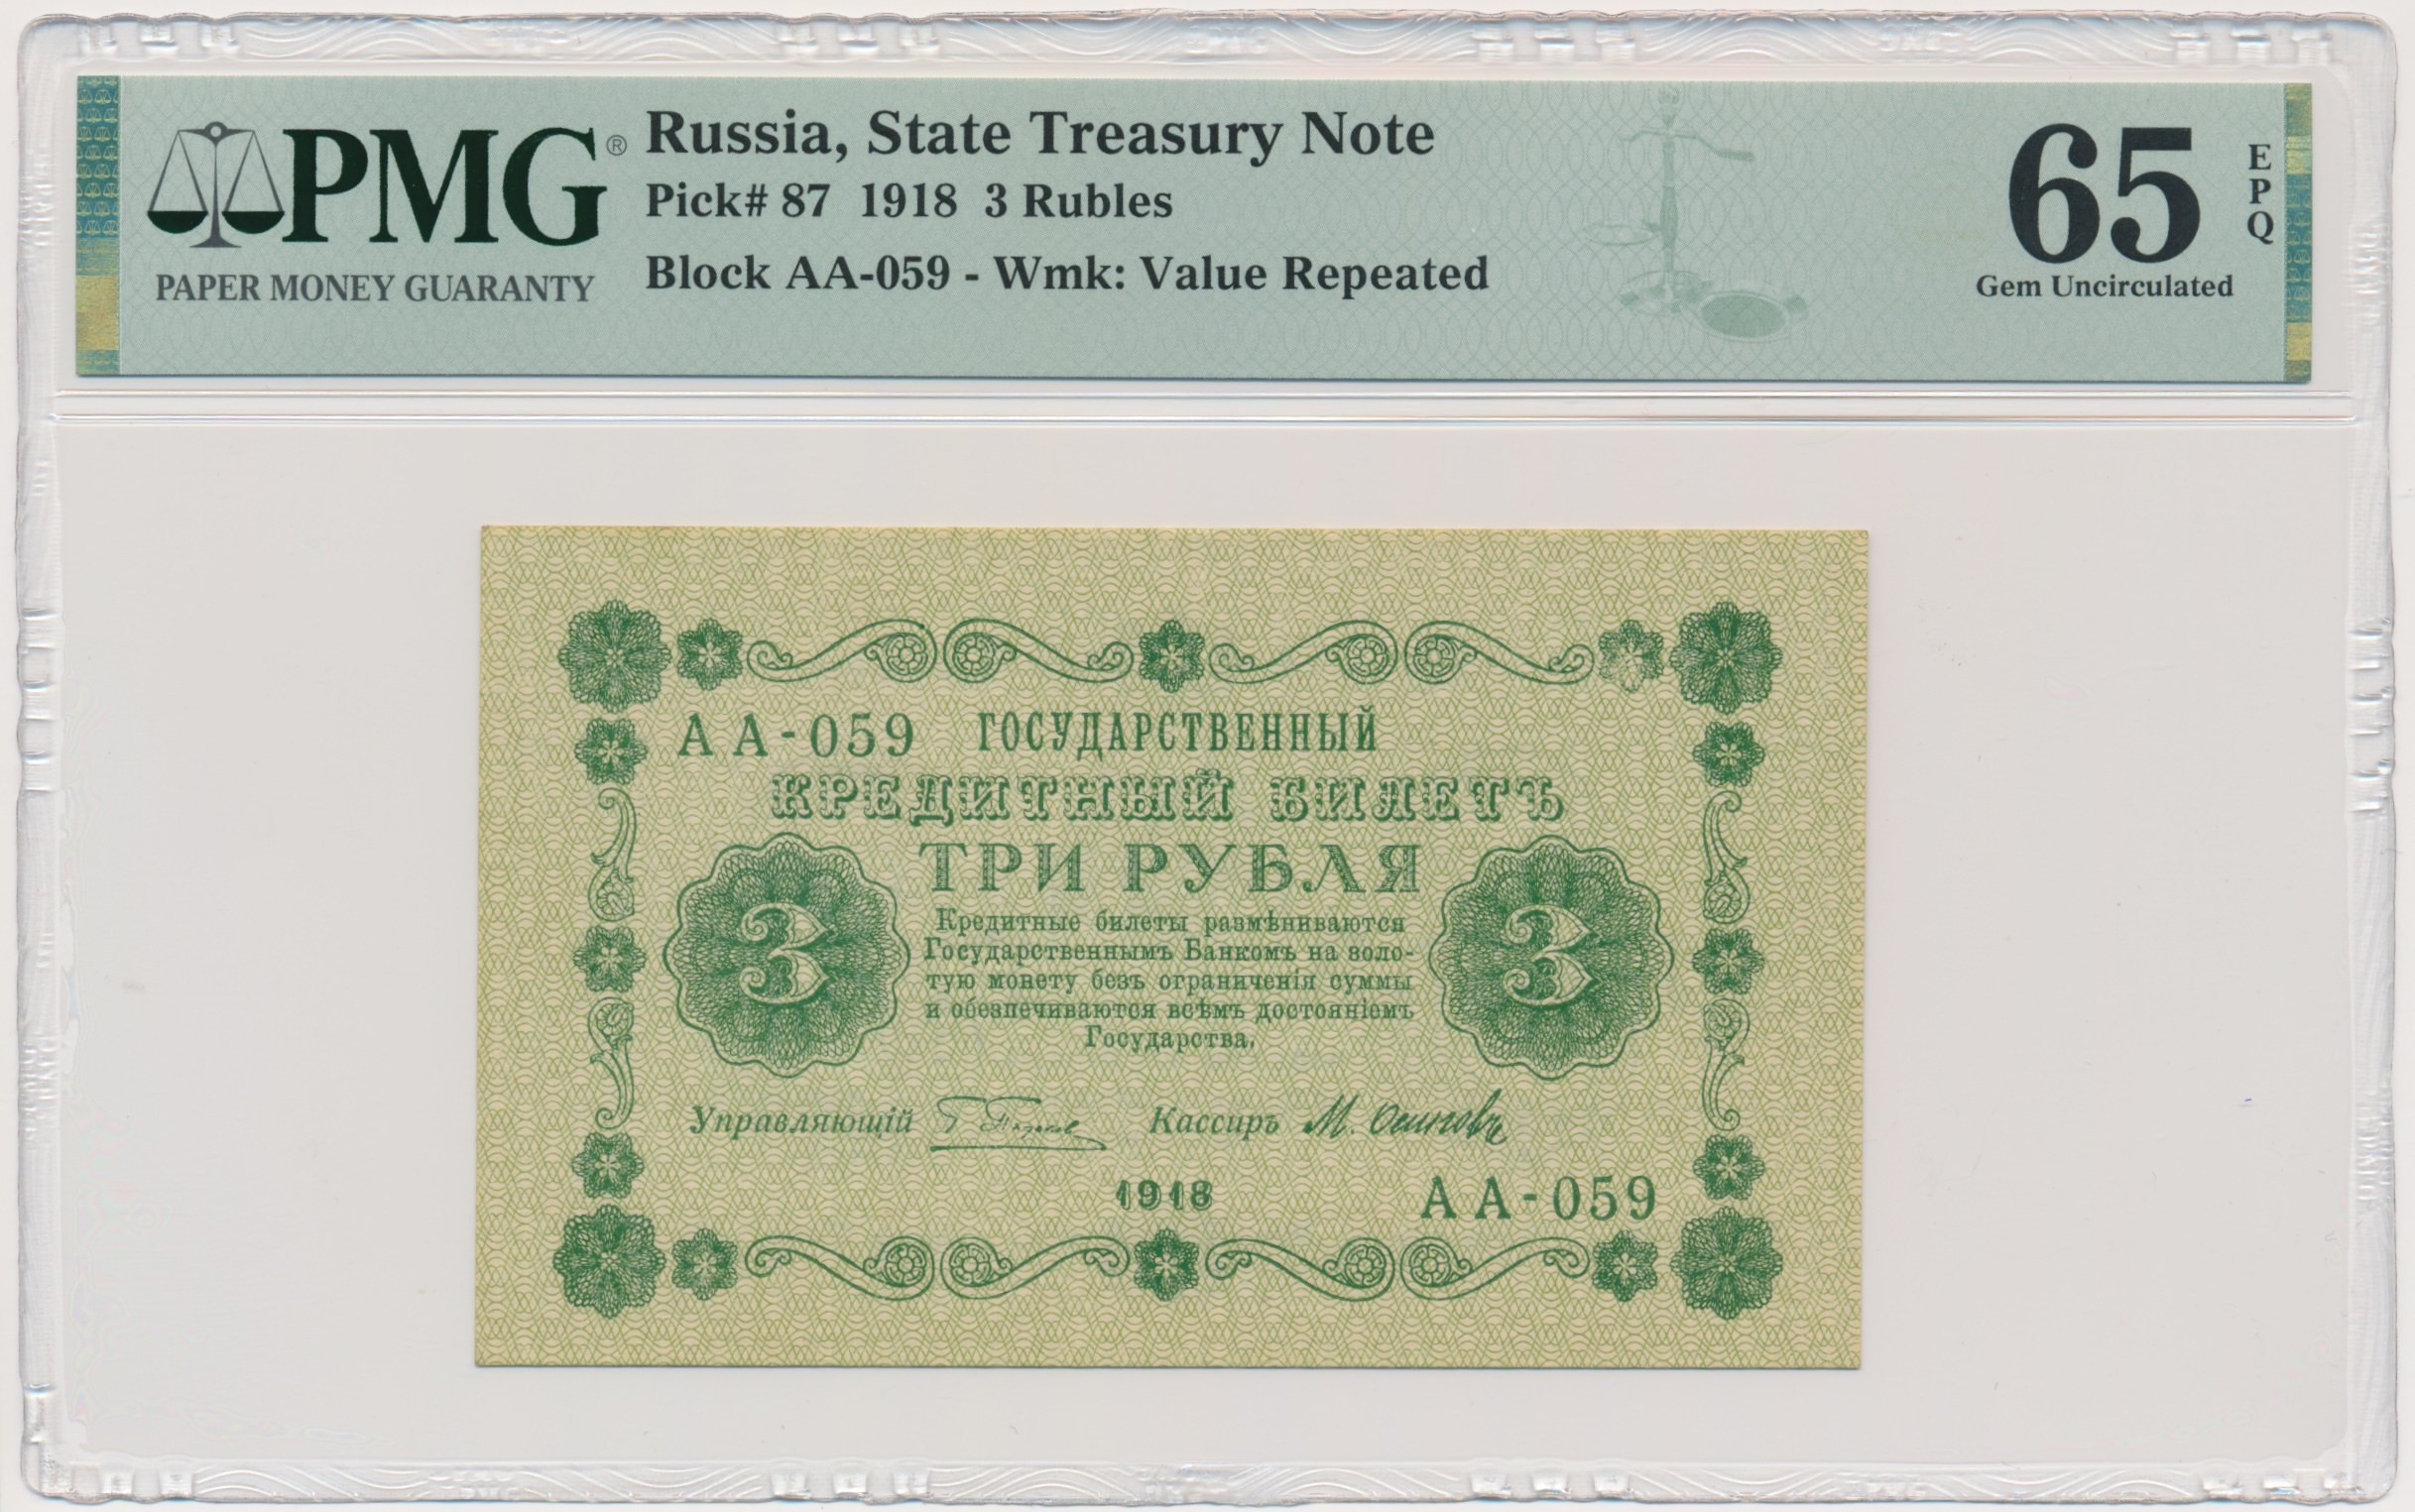 PMG®
PAPER MONEY GUARANTY
Russia, State Treasury Note
Pick# 87 1918 3 Rubles
Block AA-059 - Wmk: Value Repeated
65
EPQ
Gem Uncirculated
АА-059 ГОСУДАРСТВЕННЫЙ
КРЕДИТНЫЙ БИЛЕТЪ
ТРИ РУБЛЯ
3
3
Кредитные билеты размѣниваются
Государственнымъ Банкомъ на золо-
тую монету безъ ограниченія суммы
и обезпечиваются всѣмъ достояніемъ
Государства.
Управляющій Кассиръ М. Осиповъ
1918
АА-059